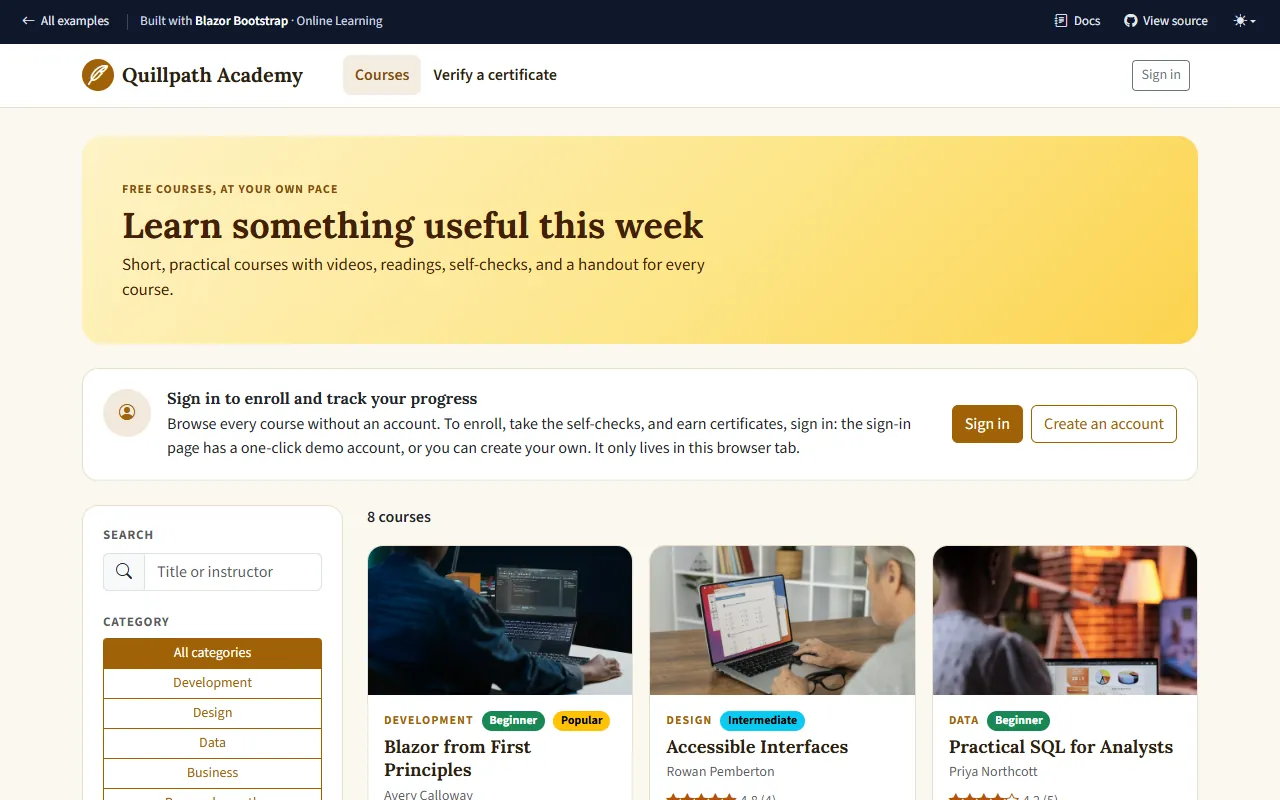 All examples
Built with Blazor Bootstrap · Online Learning
Docs
View source
Quillpath Academy
Courses
Verify a certificate
Sign in
FREE COURSES, AT YOUR OWN PACE
Learn something useful this week
Short, practical courses with videos, readings, self-checks, and a handout for every
course.
Sign in to enroll and track your progress
Browse every course without an account. To enroll, take the self-checks, and earn certificates, sign in: the sign-in
page has a one-click demo account, or you can create your own. It only lives in this browser tab.
Sign in
Create an account
SEARCH
Title or instructor
CATEGORY
All categories
Development
Design
Data
Business
8 courses
DEVELOPMENT
Beginner
Popular
Blazor from First
Principles
Avery Calloway
DESIGN
Intermediate
Accessible Interfaces
Rowan Pemberton
4.8 (4)
DATA
Beginner
Practical SQL for Analysts
Priya Northcott
4.2 (5)